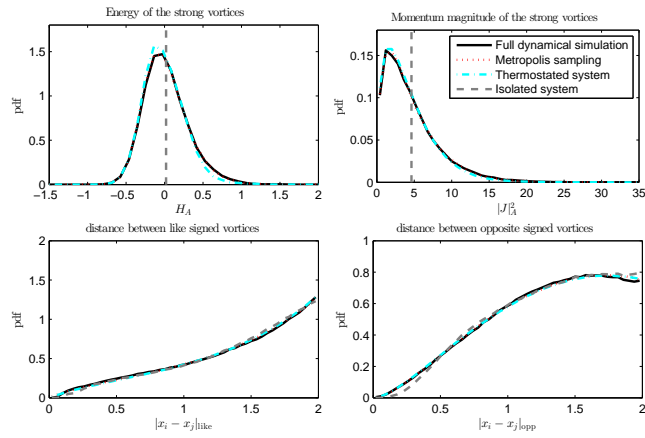 Energy of the strong vortices
pdf
1.5
1
0.5
0
−1.5 −1 −0.5 0 0.5 1 1.5 2
H_A
Momentum magnitude of the strong vortices
Full dynamical simulation
Metropolis sampling
Thermostated system
Isolated system
pdf
0.15
0.1
0.05
0
0 5 10 15 20 25 30 35
|J|²_A
distance between like signed vortices
pdf
2
1.5
1
0.5
0
0 0.5 1 1.5 2
|x_i − x_j|_like
distance between opposite signed vortices
pdf
1
0.8
0.6
0.4
0.2
0
0 0.5 1 1.5 2
|x_i − x_j|_opp